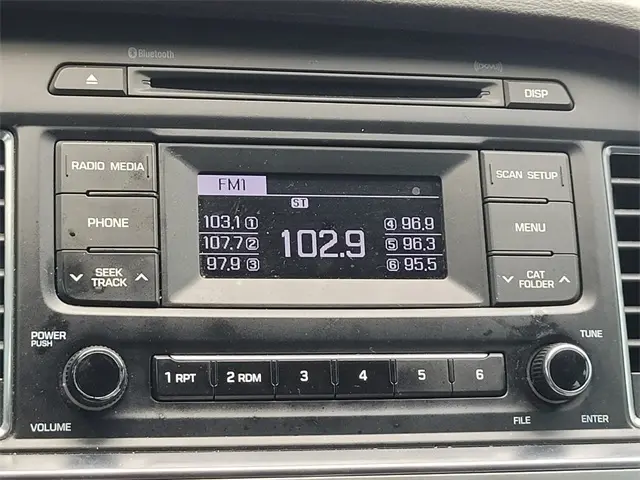 Bluetooth
DISP
RADIO MEDIA
SCAN SETUP
FM1
ST
PHONE
MENU
103.1 1
4 96.9
107.7 2
102.9
5 96.3
97.9 3
6 95.5
SEEK
TRACK
CAT
FOLDER
POWER
PUSH
TUNE
1 RPT
2 RDM
3
4
5
6
VOLUME
FILE
ENTER